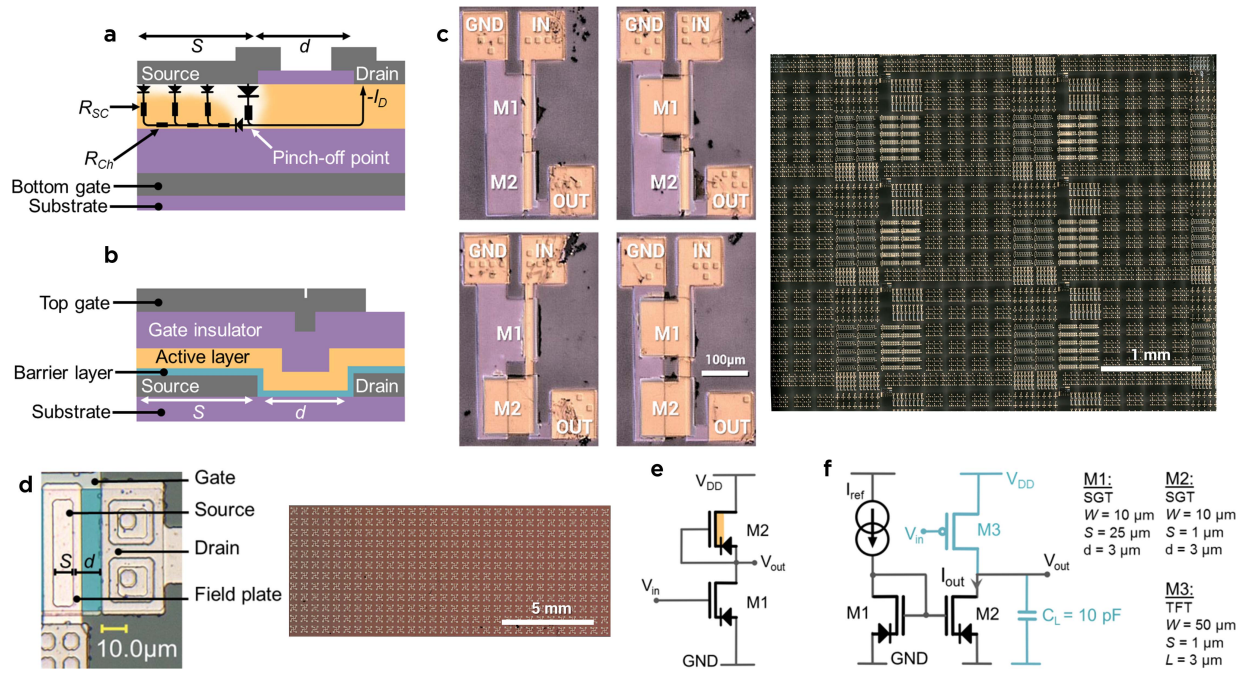 a
S
d
Source
Drain
R_SC
-I_D
R_Ch
Pinch-off point
Bottom gate
Substrate
b
Top gate
Gate insulator
Active layer
Barrier layer
Source
Drain
Substrate
S
d
c
GND
IN
M1
M2
OUT
GND
IN
M1
M2
OUT
GND
IN
M1
M2
OUT
GND
IN
M1
100µm
M2
OUT
1 mm
d
Gate
Source
S
d
Drain
Field plate
10.0µm
5 mm
e
V_DD
M2
V_out
V_in
M1
GND
f
I_ref
V_DD
V_in
M3
I_out
V_out
M1
M2
C_L = 10 pF
GND
M1:
SGT
W = 10 µm
S = 25 µm
d = 3 µm
M2:
SGT
W = 10 µm
S = 1 µm
d = 3 µm
M3:
TFT
W = 50 µm
S = 1 µm
L = 3 µm